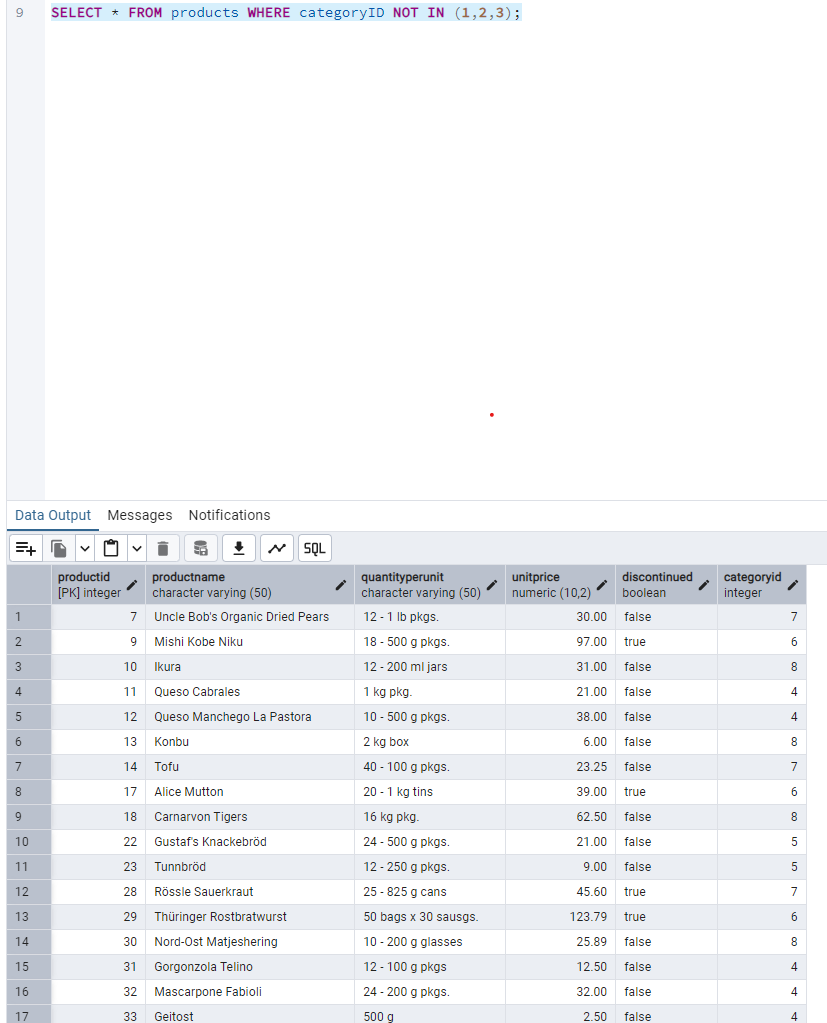 9 SELECT * FROM products WHERE categoryID NOT IN (1,2,3);
Data Output Messages Notifications
SQL
productid productname quantityperunit unitprice discontinued categoryid
[PK] integer character varying (50) character varying (50) numeric (10,2) boolean integer
1 7 Uncle Bob's Organic Dried Pears 12 - 1 lb pkgs. 30.00 false 7
2 9 Mishi Kobe Niku 18 - 500 g pkgs. 97.00 true 6
3 10 Ikura 12 - 200 ml jars 31.00 false 8
4 11 Queso Cabrales 1 kg pkg. 21.00 false 4
5 12 Queso Manchego La Pastora 10 - 500 g pkgs. 38.00 false 4
6 13 Konbu 2 kg box 6.00 false 8
7 14 Tofu 40 - 100 g pkgs. 23.25 false 7
8 17 Alice Mutton 20 - 1 kg tins 39.00 true 6
9 18 Carnarvon Tigers 16 kg pkg. 62.50 false 8
10 22 Gustaf's Knackebröd 24 - 500 g pkgs. 21.00 false 5
11 23 Tunnbröd 12 - 250 g pkgs. 9.00 false 5
12 28 Rössle Sauerkraut 25 - 825 g cans 45.60 true 7
13 29 Thüringer Rostbratwurst 50 bags x 30 sausgs. 123.79 true 6
14 30 Nord-Ost Matjeshering 10 - 200 g glasses 25.89 false 8
15 31 Gorgonzola Telino 12 - 100 g pkgs 12.50 false 4
16 32 Mascarpone Fabioli 24 - 200 g pkgs. 32.00 false 4
17 33 Geitost 500 g 2.50 false 4